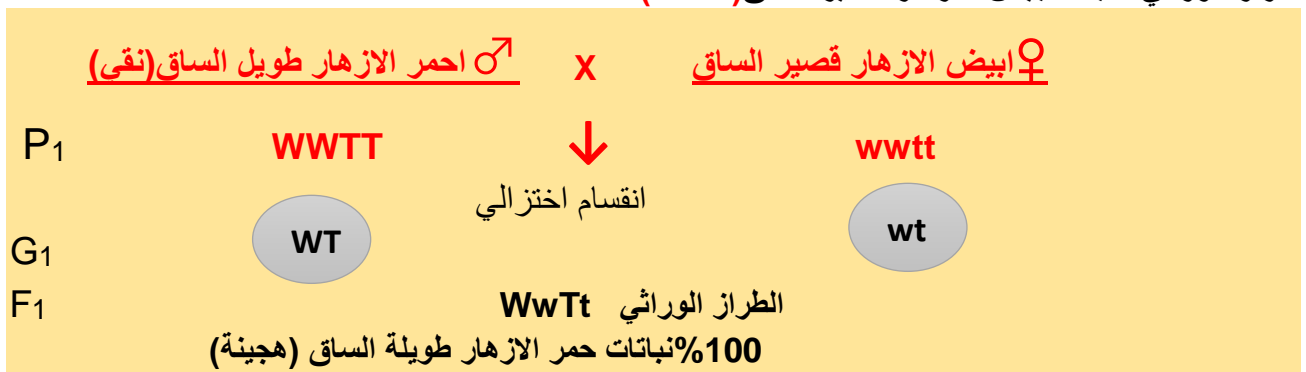 ♀ابيض الازهار قصير الساق X ♂ احمر الازهار طويل الساق(نقي)
P1 WWTT ↓ wwtt
انقسام اختزالي
G1 WT wt
F1 الطراز الوراثي WwTt
100%نباتات حمر الازهار طويلة الساق (هجينة)